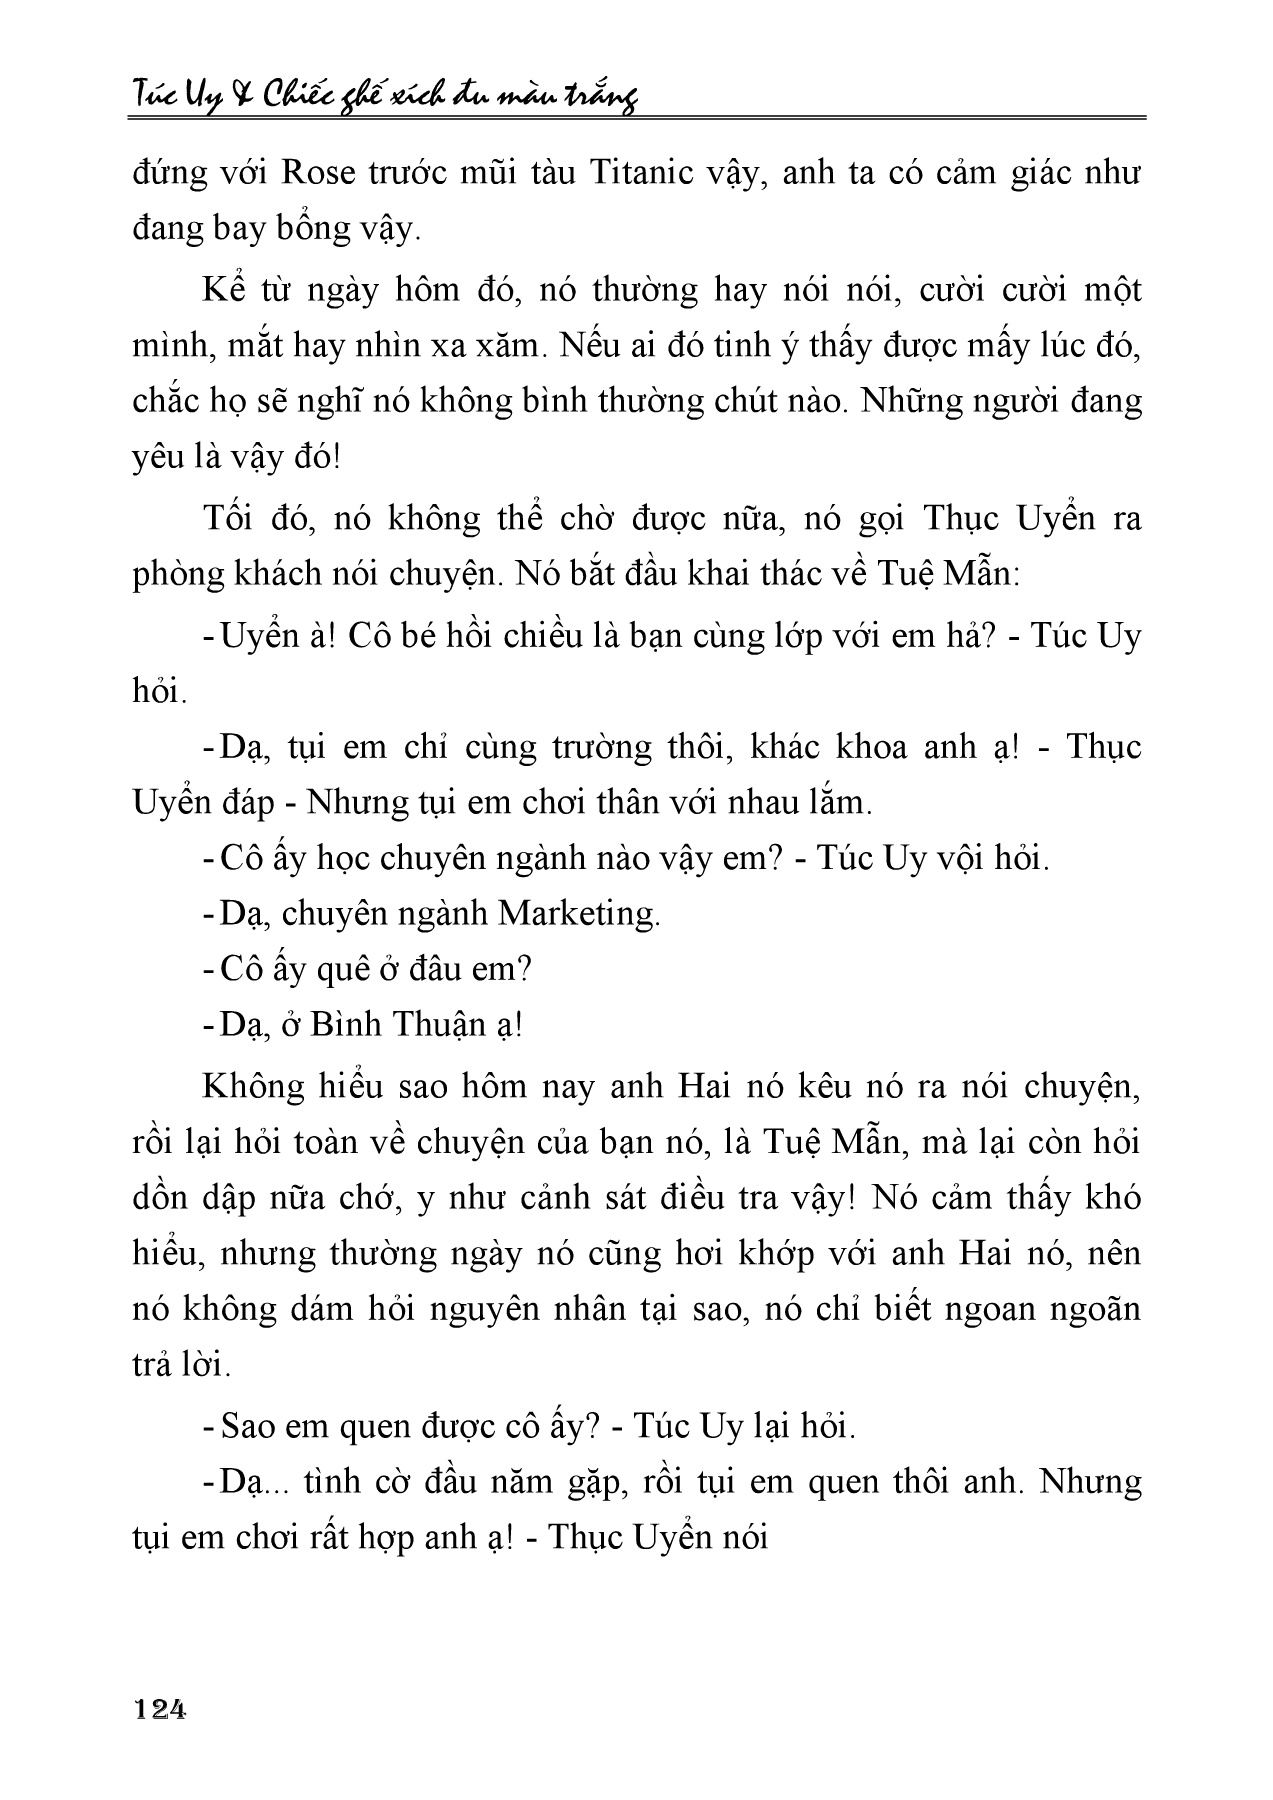 Túc Uy & Chiếc ghế xích đu màu trắng
đứng với Rose trước mũi tàu Titanic vậy, anh ta có cảm giác như
đang bay bổng vậy.
Kể từ ngày hôm đó, nó thường hay nói nói, cười cười một
mình, mắt hay nhìn xa xăm. Nếu ai đó tinh ý thấy được mấy lúc đó,
chắc họ sẽ nghĩ nó không bình thường chút nào. Những người đang
yêu là vậy đó!
Tối đó, nó không thể chờ được nữa, nó gọi Thục Uyển ra
phòng khách nói chuyện. Nó bắt đầu khai thác về Tuệ Mẫn:
- Uyển à! Cô bé hồi chiều là bạn cùng lớp với em hả? - Túc Uy
hỏi.
- Dạ, tụi em chỉ cùng trường thôi, khác khoa anh ạ! - Thục
Uyển đáp - Nhưng tụi em chơi thân với nhau lắm.
- Cô ấy học chuyên ngành nào vậy em? - Túc Uy vội hỏi.
- Dạ, chuyên ngành Marketing.
- Cô ấy quê ở đâu em?
- Dạ, ở Bình Thuận ạ!
Không hiểu sao hôm nay anh Hai nó kêu nó ra nói chuyện,
rồi lại hỏi toàn về chuyện của bạn nó, là Tuệ Mẫn, mà lại còn hỏi
dồn dập nữa chớ, y như cảnh sát điều tra vậy! Nó cảm thấy khó
hiểu, nhưng thường ngày nó cũng hơi khớp với anh Hai nó, nên
nó không dám hỏi nguyên nhân tại sao, nó chỉ biết ngoan ngoãn
trả lời.
- Sao em quen được cô ấy? - Túc Uy lại hỏi.
- Dạ... tình cờ đầu năm gặp, rồi tụi em quen thôi anh. Nhưng
tụi em chơi rất hợp anh ạ! - Thục Uyển nói
124